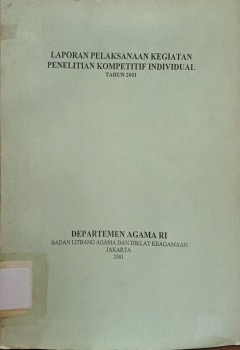 LAPORAN PELAKSANAAN KEGIATAN
PENELITIAN KOMPETITIF INDIVIDUAL
TAHUN 2001
DEPARTEMEN AGAMA RI
BADAN LITBANG AGAMA DAN DIKLAT KEAGAMAAN
JAKARTA
2001